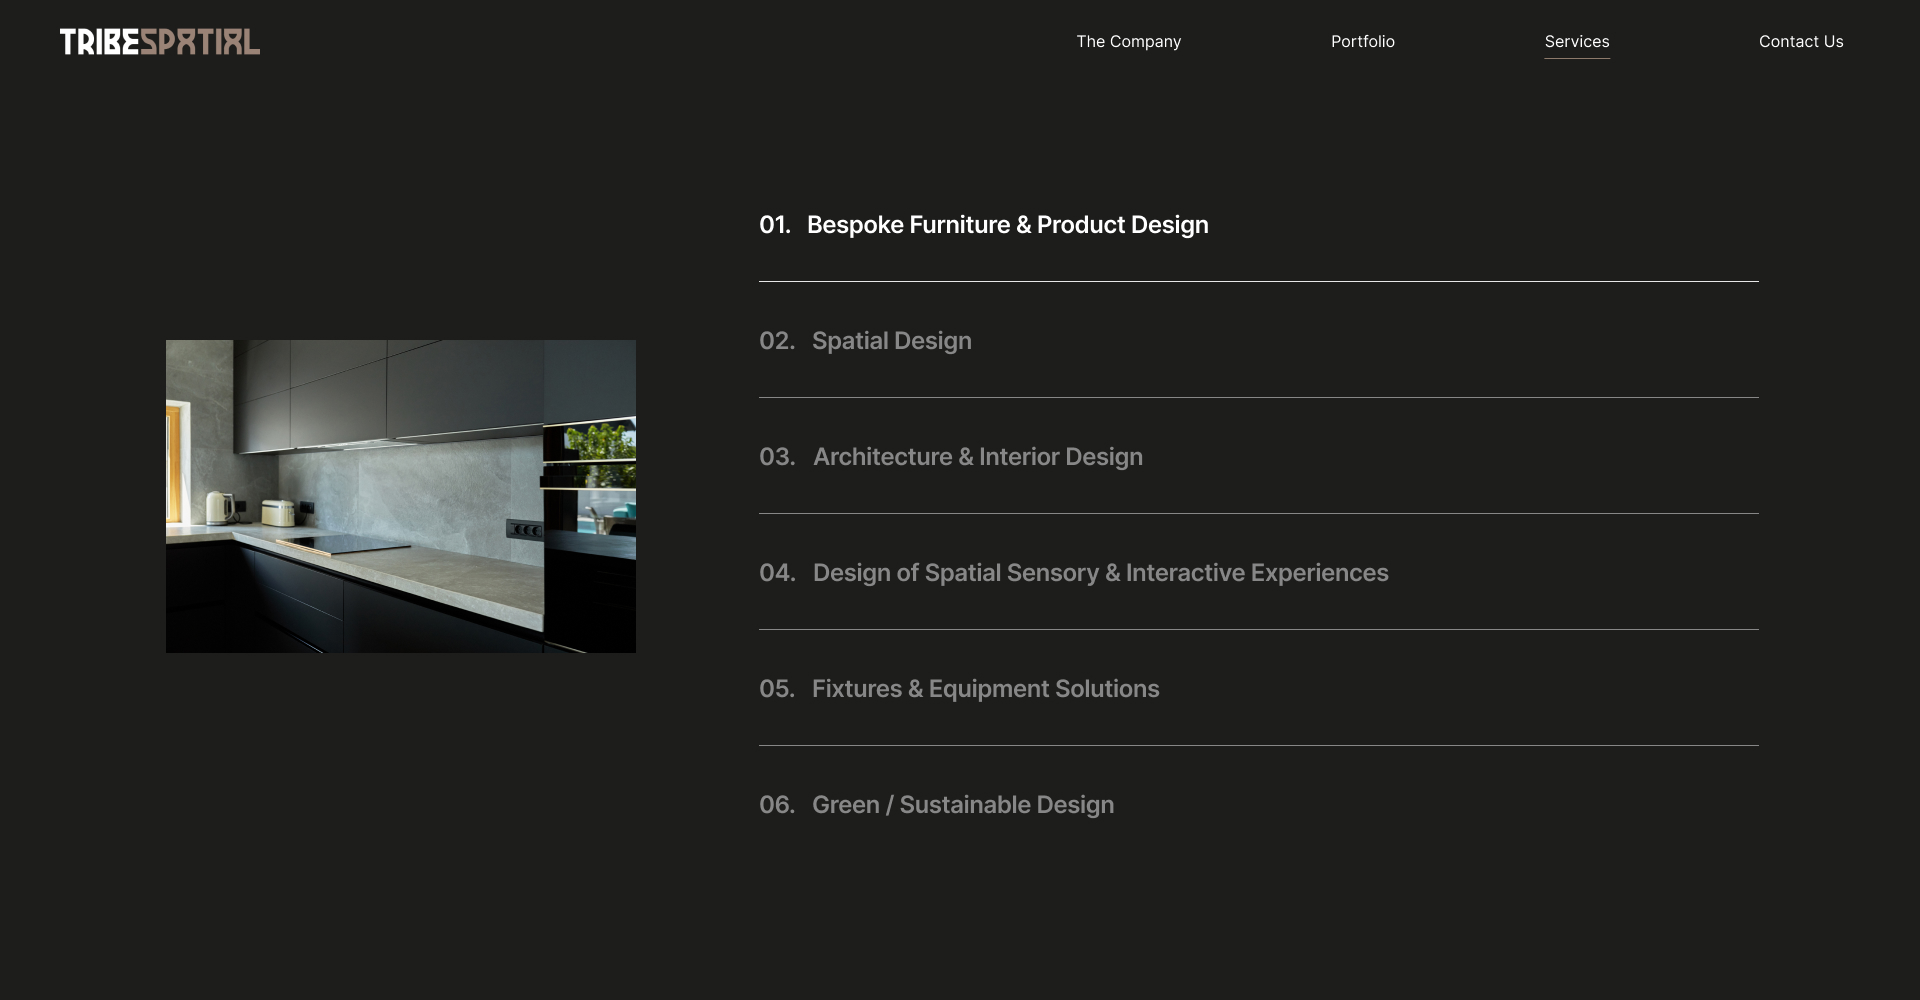 TRIBESPATIAL
The Company
Portfolio
Services
Contact Us
01. Bespoke Furniture & Product Design
02. Spatial Design
03. Architecture & Interior Design
04. Design of Spatial Sensory & Interactive Experiences
05. Fixtures & Equipment Solutions
06. Green / Sustainable Design